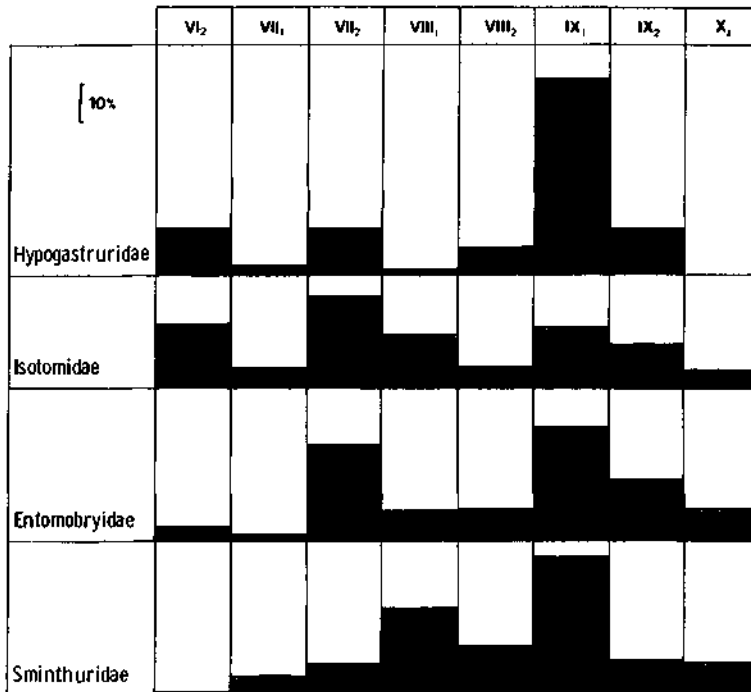 VI₂ VII₁ VII₂ VIII₁ VIII₂ IX₁ IX₂ X₁
10%
Hypogastruridae
Isotomidae
Entomobryidae
Sminthuridae